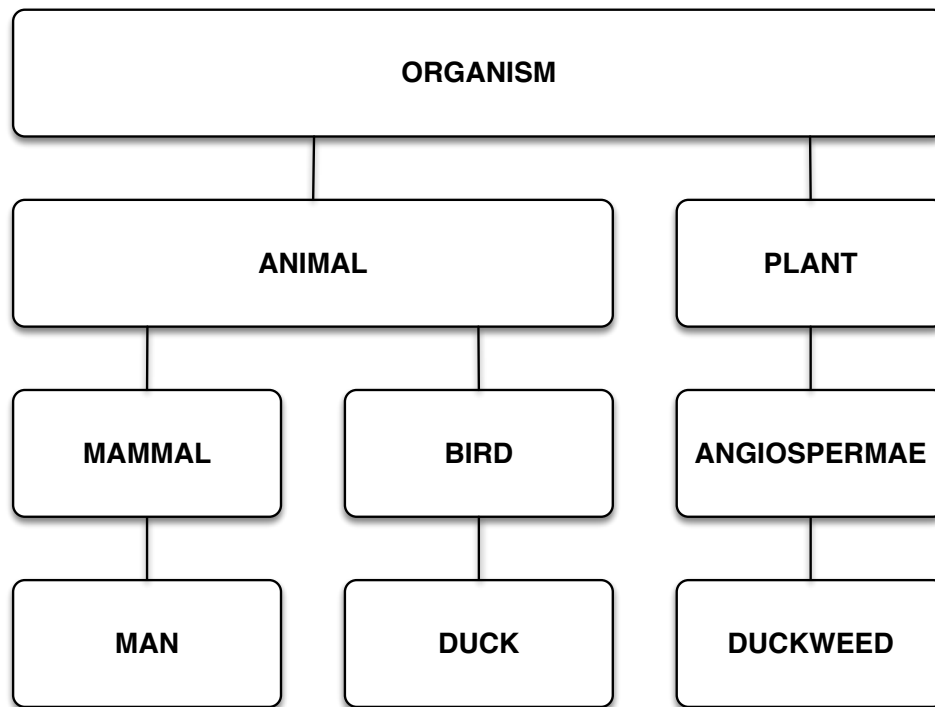 ORGANISM
ANIMAL
PLANT
MAMMAL
BIRD
ANGIOSPERMAE
MAN
DUCK
DUCKWEED